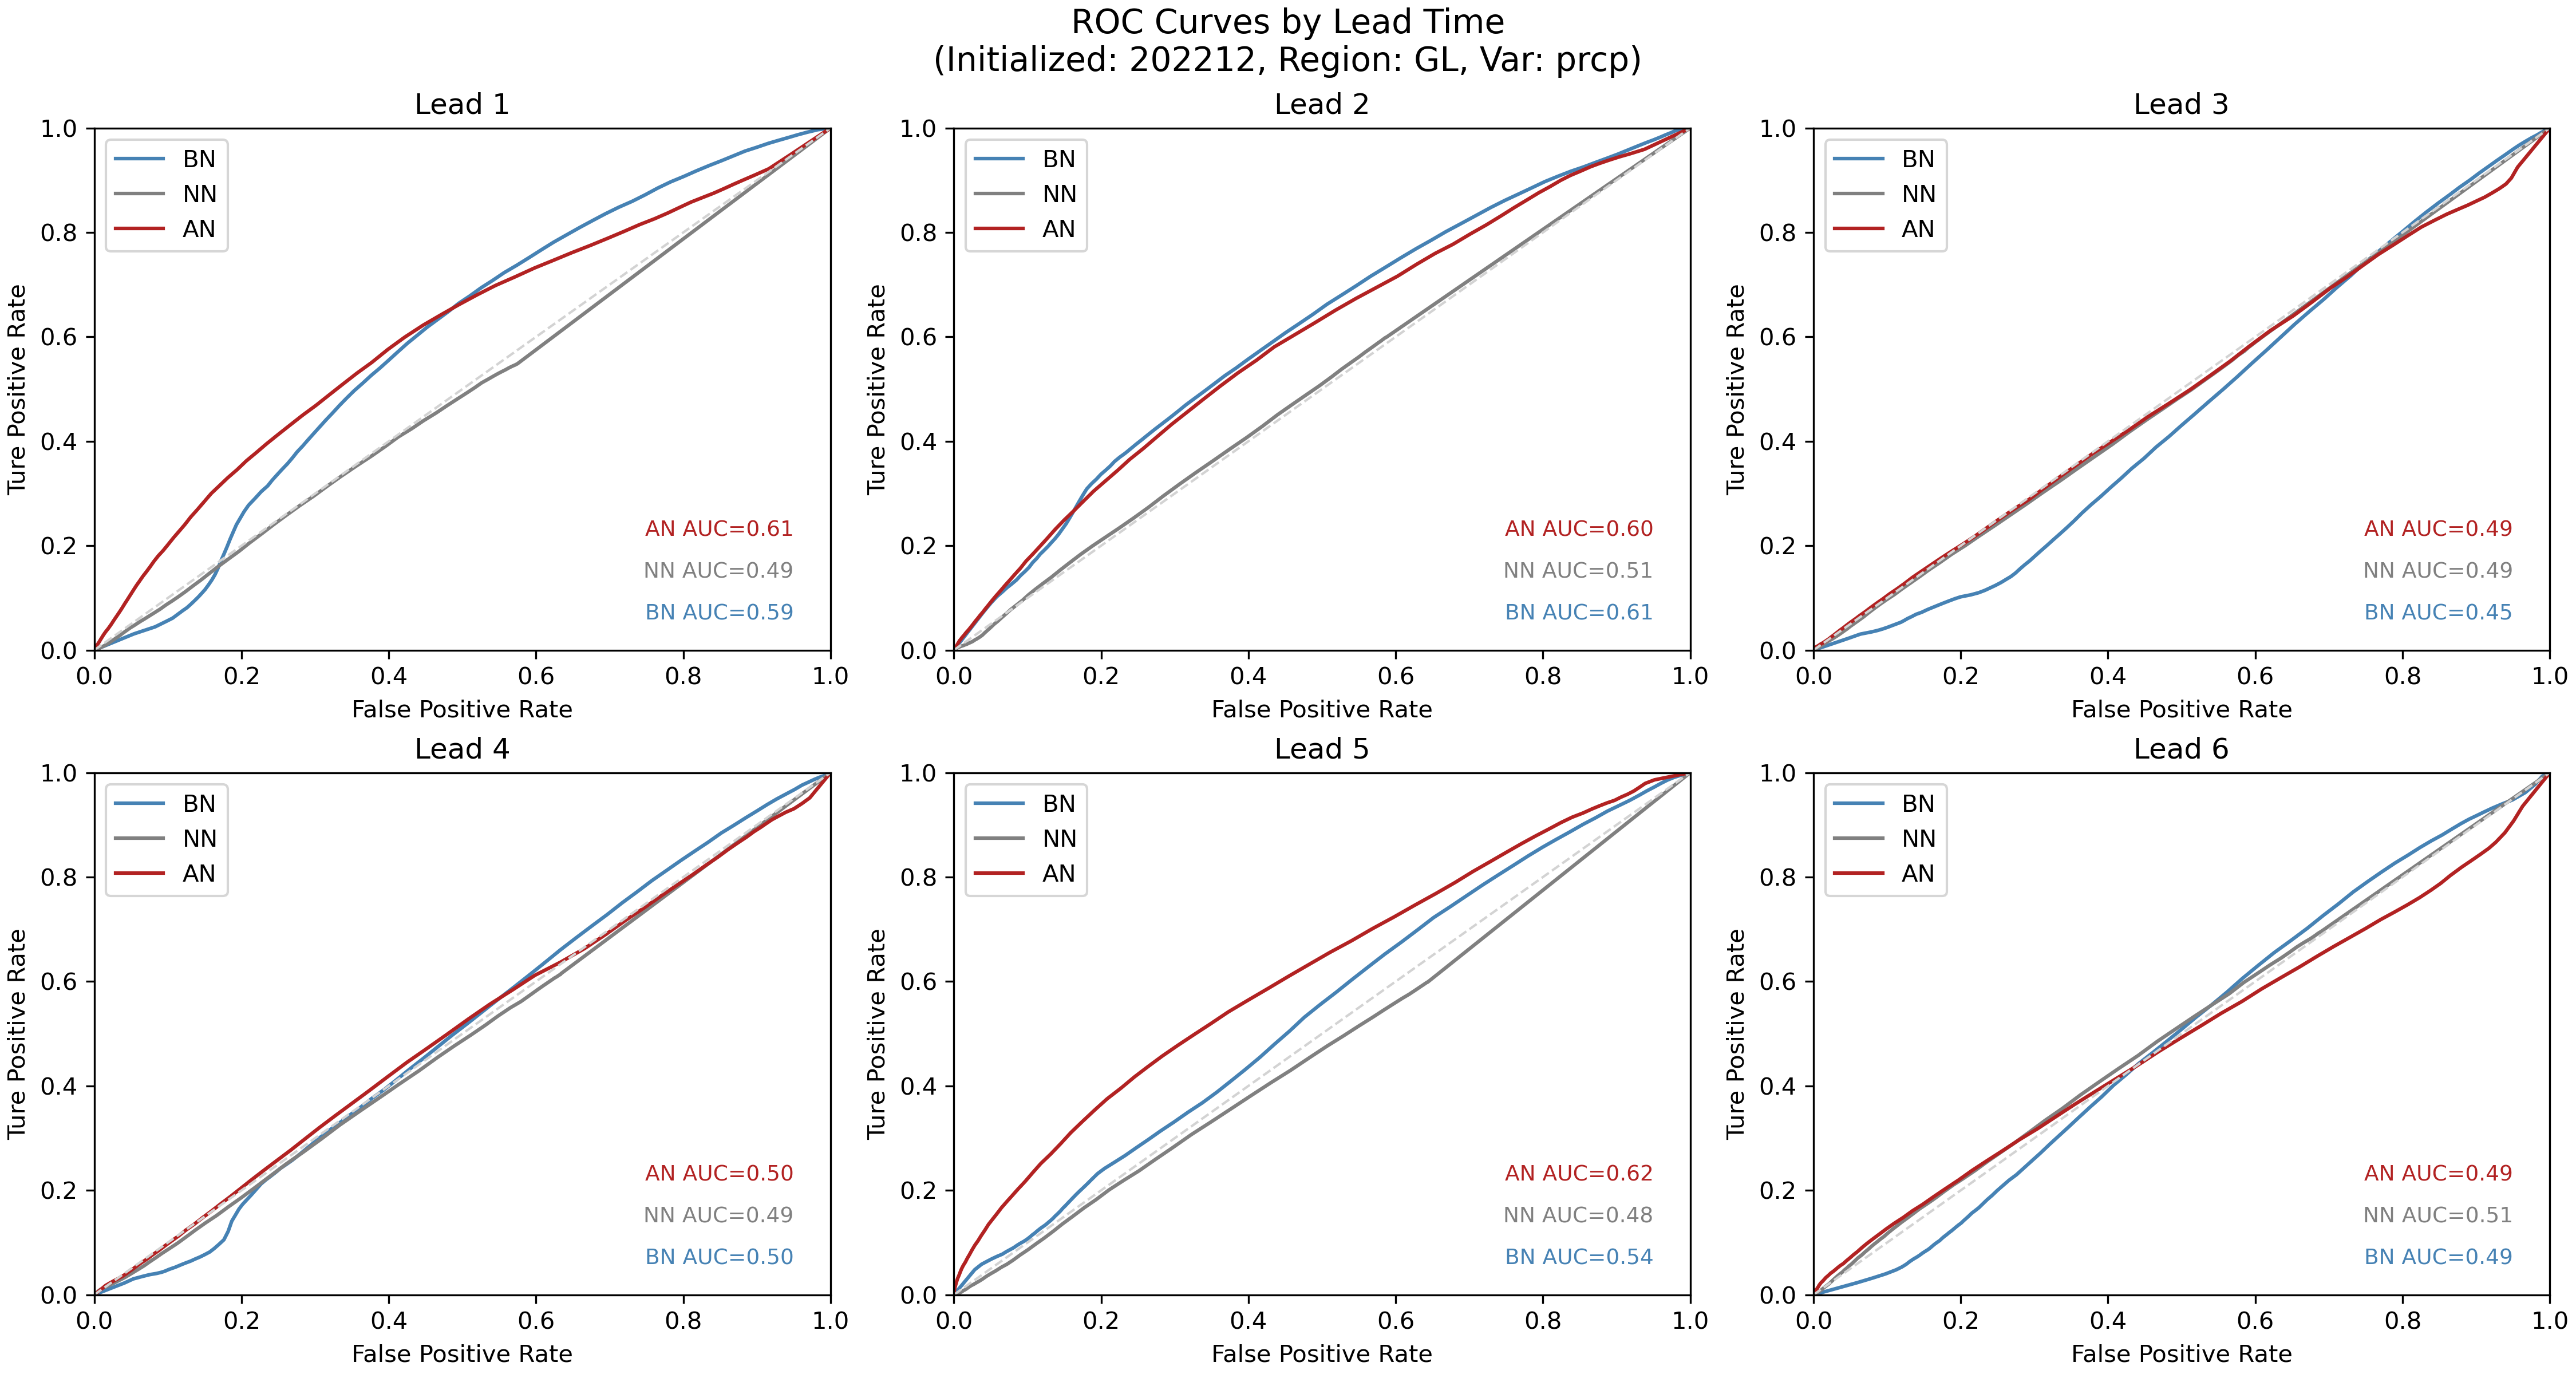 ROC Curves by Lead Time
(Initialized: 202212, Region: GL, Var: prcp)
Lead 1
1.0
0.8
0.6
0.4
0.2
0.0
Ture Positive Rate
BN
NN
AN
AN AUC=0.61
NN AUC=0.49
BN AUC=0.59
0.0 0.2 0.4 0.6 0.8 1.0
False Positive Rate
Lead 2
1.0
0.8
0.6
0.4
0.2
0.0
Ture Positive Rate
BN
NN
AN
AN AUC=0.60
NN AUC=0.51
BN AUC=0.61
0.0 0.2 0.4 0.6 0.8 1.0
False Positive Rate
Lead 3
1.0
0.8
0.6
0.4
0.2
0.0
Ture Positive Rate
BN
NN
AN
AN AUC=0.49
NN AUC=0.49
BN AUC=0.45
0.0 0.2 0.4 0.6 0.8 1.0
False Positive Rate
Lead 4
1.0
0.8
0.6
0.4
0.2
0.0
Ture Positive Rate
BN
NN
AN
AN AUC=0.50
NN AUC=0.49
BN AUC=0.50
0.0 0.2 0.4 0.6 0.8 1.0
False Positive Rate
Lead 5
1.0
0.8
0.6
0.4
0.2
0.0
Ture Positive Rate
BN
NN
AN
AN AUC=0.62
NN AUC=0.48
BN AUC=0.54
0.0 0.2 0.4 0.6 0.8 1.0
False Positive Rate
Lead 6
1.0
0.8
0.6
0.4
0.2
0.0
Ture Positive Rate
BN
NN
AN
AN AUC=0.49
NN AUC=0.51
BN AUC=0.49
0.0 0.2 0.4 0.6 0.8 1.0
False Positive Rate